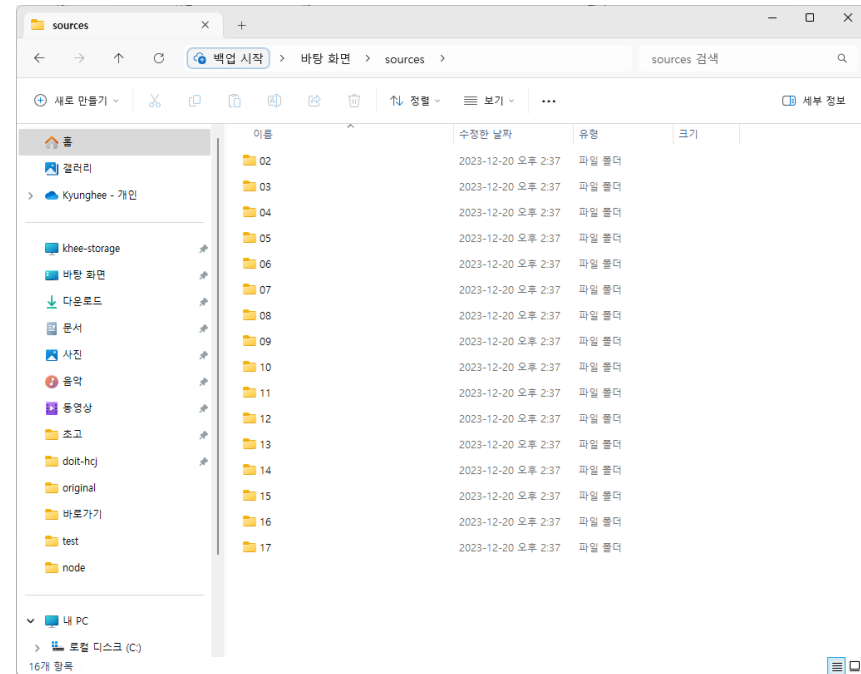 sources
백업 시작 > 바탕 화면 > sources >
sources 검색
새로 만들기
정렬
보기
세부 정보
이름 수정한 날짜 유형 크기
홈
갤러리
Kyunghee - 개인
khee-storage
바탕 화면
다운로드
문서
사진
음악
동영상
초고
doit-hcj
original
바로가기
test
node
내 PC
로컬 디스크 (C:)
02 2023-12-20 오후 2:37 파일 폴더
03 2023-12-20 오후 2:37 파일 폴더
04 2023-12-20 오후 2:37 파일 폴더
05 2023-12-20 오후 2:37 파일 폴더
06 2023-12-20 오후 2:37 파일 폴더
07 2023-12-20 오후 2:37 파일 폴더
08 2023-12-20 오후 2:37 파일 폴더
09 2023-12-20 오후 2:37 파일 폴더
10 2023-12-20 오후 2:37 파일 폴더
11 2023-12-20 오후 2:37 파일 폴더
12 2023-12-20 오후 2:37 파일 폴더
13 2023-12-20 오후 2:37 파일 폴더
14 2023-12-20 오후 2:37 파일 폴더
15 2023-12-20 오후 2:37 파일 폴더
16 2023-12-20 오후 2:37 파일 폴더
17 2023-12-20 오후 2:37 파일 폴더
16개 항목